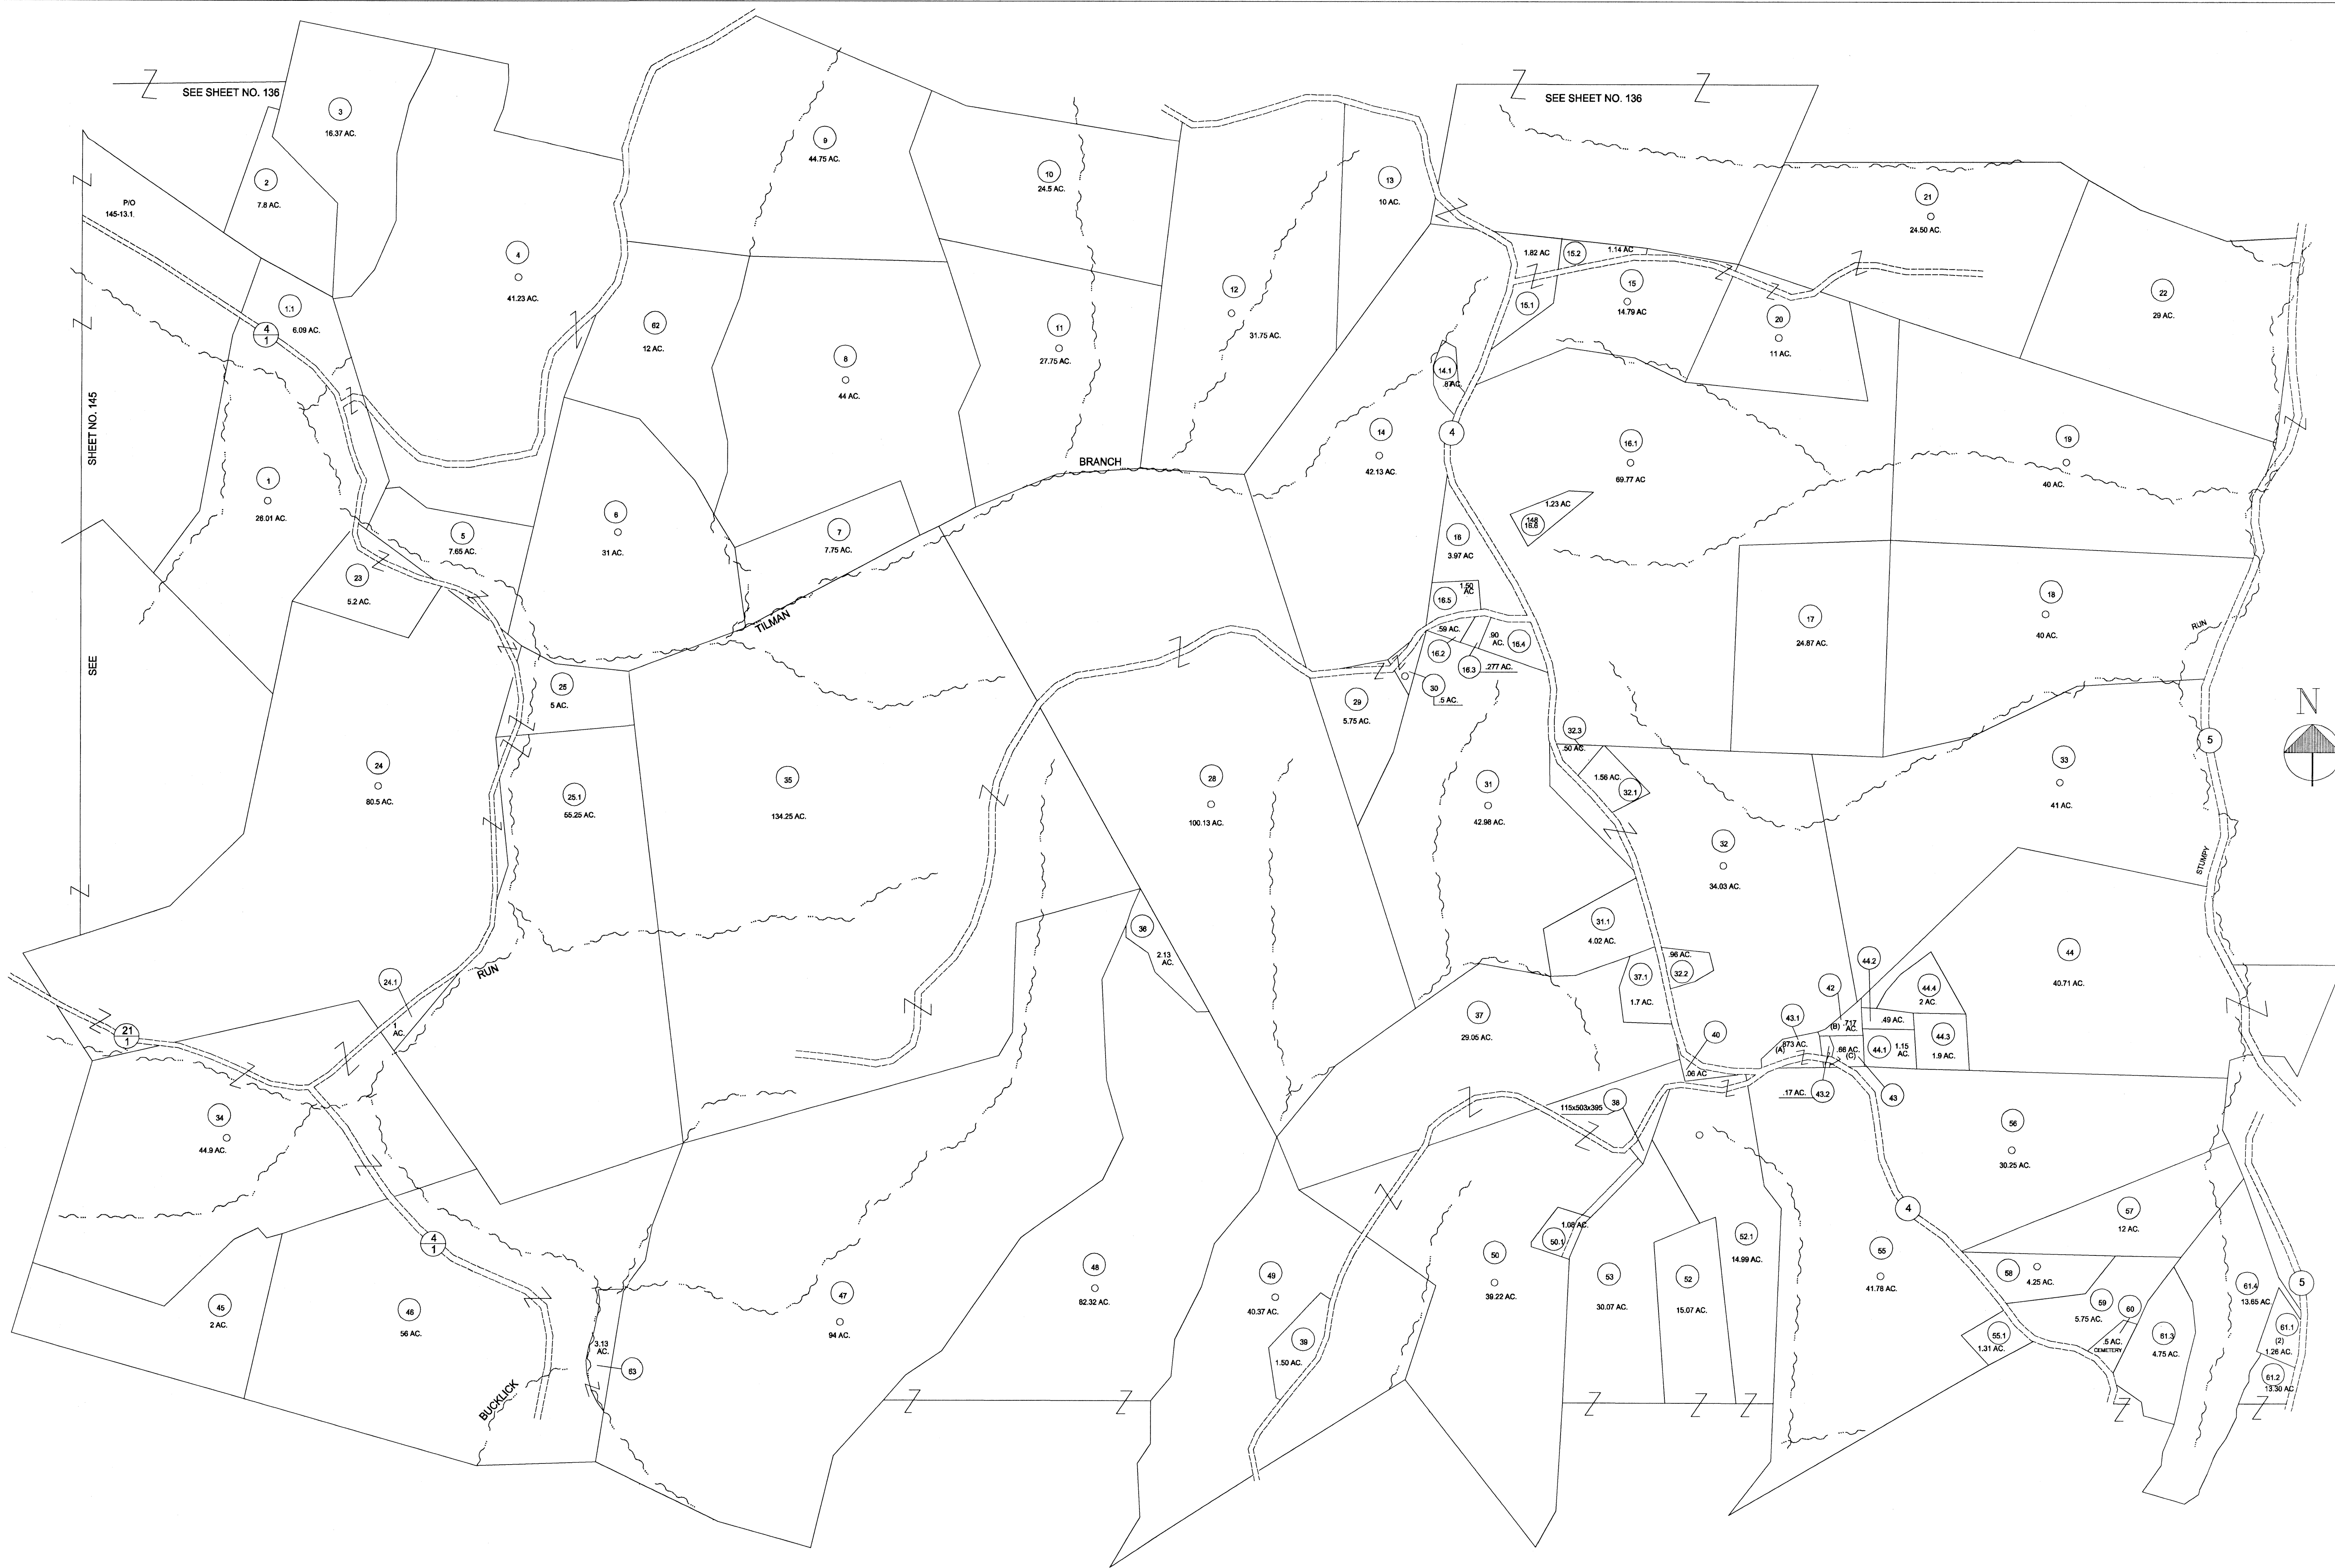 SEE SHEET NO. 136
SEE SHEET NO. 136
3
16.37 AC.
2
7.8 AC.
P/O
145-13.1.
9
44.75 AC.
10
24.5 AC.
13
10 AC.
21
24.50 AC.
4
41.23 AC.
1.82 AC
15.2
1.14 AC
15
14.79 AC
15.1
22
29 AC.
12
31.75 AC.
1.1
6.09 AC.
4
1
62
12 AC.
11
27.75 AC.
20
11 AC.
8
44 AC.
14.1
.87AC.
SHEET NO. 145
SEE
4
14
42.13 AC.
16.1
69.77 AC
19
40 AC.
BRANCH
1
26.01 AC.
1.23 AC
148
16.6
6
31 AC.
7
7.75 AC.
5
7.65 AC.
16
3.97 AC
23
5.2 AC.
1.50
AC
16.5
18
40 AC.
17
24.87 AC.
RUN
TILMAN
.59 AC.
.90
AC.
16.4
16.2
16.3
.277 AC.
30
.5 AC.
25
5 AC.
29
5.75 AC.
32.3
.50 AC.
5
N
24
80.5 AC.
25.1
55.25 AC.
35
134.25 AC.
28
100.13 AC.
31
42.98 AC.
1.56 AC.
32.1
33
41 AC.
32
34.03 AC.
STUMPY
31.1
4.02 AC.
36
2.13
AC.
.96 AC.
32.2
37.1
1.7 AC.
44.2
44
40.71 AC.
RUN
24.1
1
AC.
42
44.4
2 AC.
37
29.05 AC.
43.1
(B)
.717
AC.
.49 AC.
21
1
40
.873 AC.
(A)
.66 AC.
(C)
44.1
1.15
AC.
44.3
1.9 AC.
.06 AC
.17 AC.
43.2
43
34
44.9 AC.
115x503x395
38
56
30.25 AC.
4
57
12 AC.
4
1
1.08 AC.
50.1
52.1
14.99 AC.
55
41.78 AC.
50
39.22 AC.
53
30.07 AC.
52
15.07 AC.
48
82.32 AC.
49
40.37 AC.
58
4.25 AC.
61.4
13.65 AC.
5
45
2 AC.
46
56 AC.
47
94 AC.
59
5.75 AC.
60
61.1
(2)
1.26 AC.
39
1.50 AC.
55.1
1.31 AC.
.5 AC.
CEMETERY
61.3
4.75 AC.
3.13
AC.
63
61.2
13.30 AC
BUCKLICK